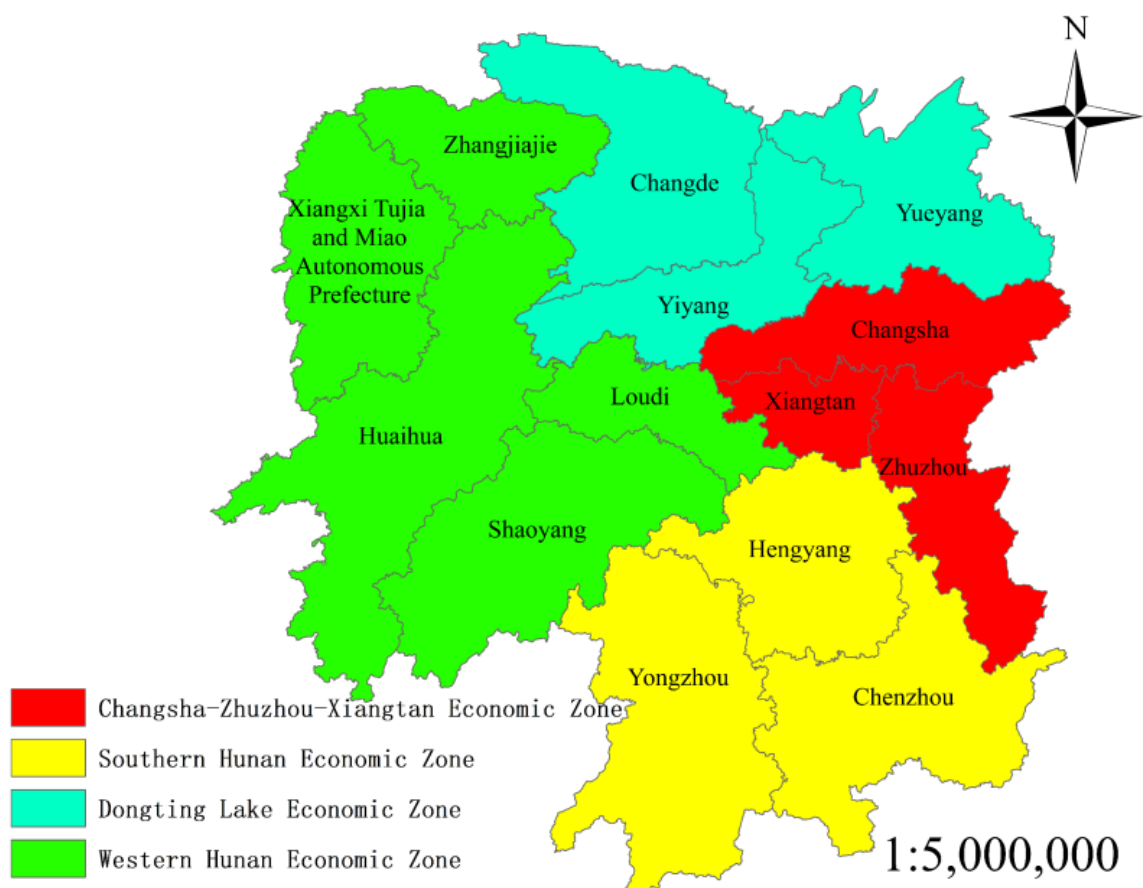 N
Zhangjiajie
Changde
Xiangxi Tujia
and Miao
Autonomous
Prefecture
Yueyang
Yiyang
Changsha
Loudi
Xiangtan
Huaihua
Zhuzhou
Shaoyang
Hengyang
Yongzhou
Chenzhou
Changsha-Zhuzhou-Xiangtan Economic Zone
Southern Hunan Economic Zone
Dongting Lake Economic Zone
Western Hunan Economic Zone
1:5,000,000